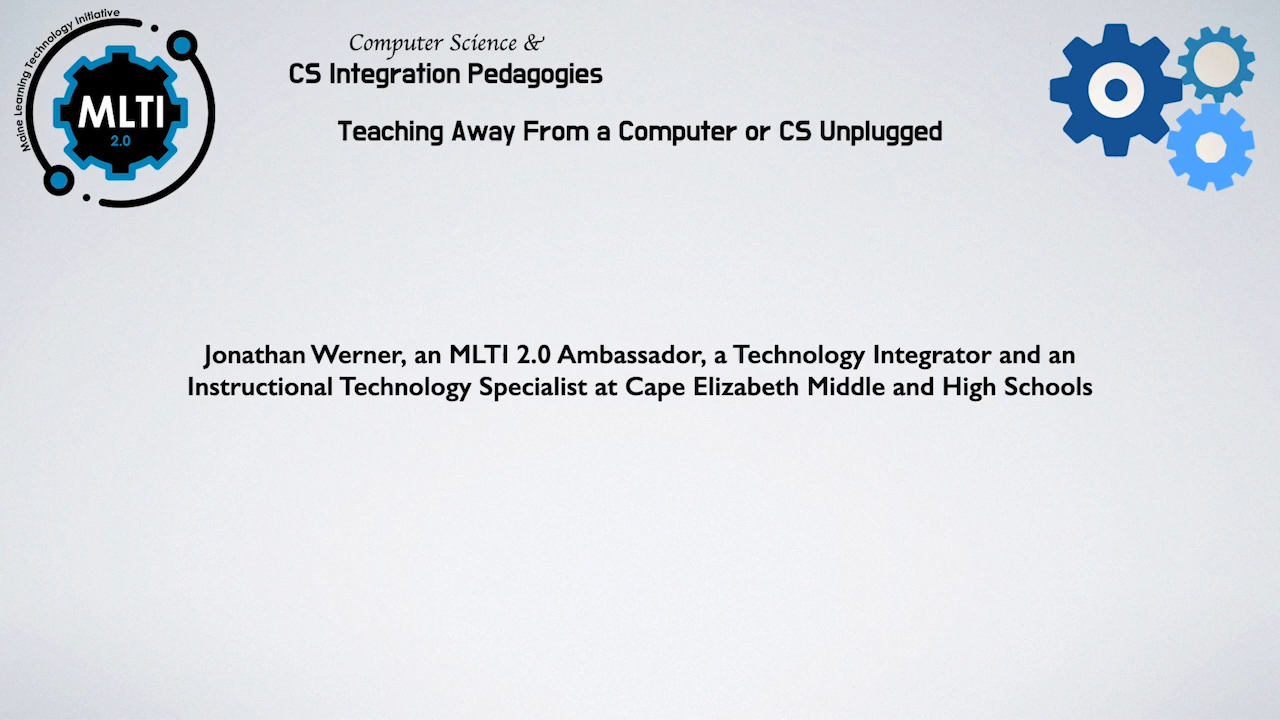 Maine Learning Technology Initiative
MLTI
2.0
Computer Science &
CS Integration Pedagogies
Teaching Away From a Computer or CS Unplugged
Jonathan Werner, an MLTI 2.0 Ambassador, a Technology Integrator and an
Instructional Technology Specialist at Cape Elizabeth Middle and High Schools